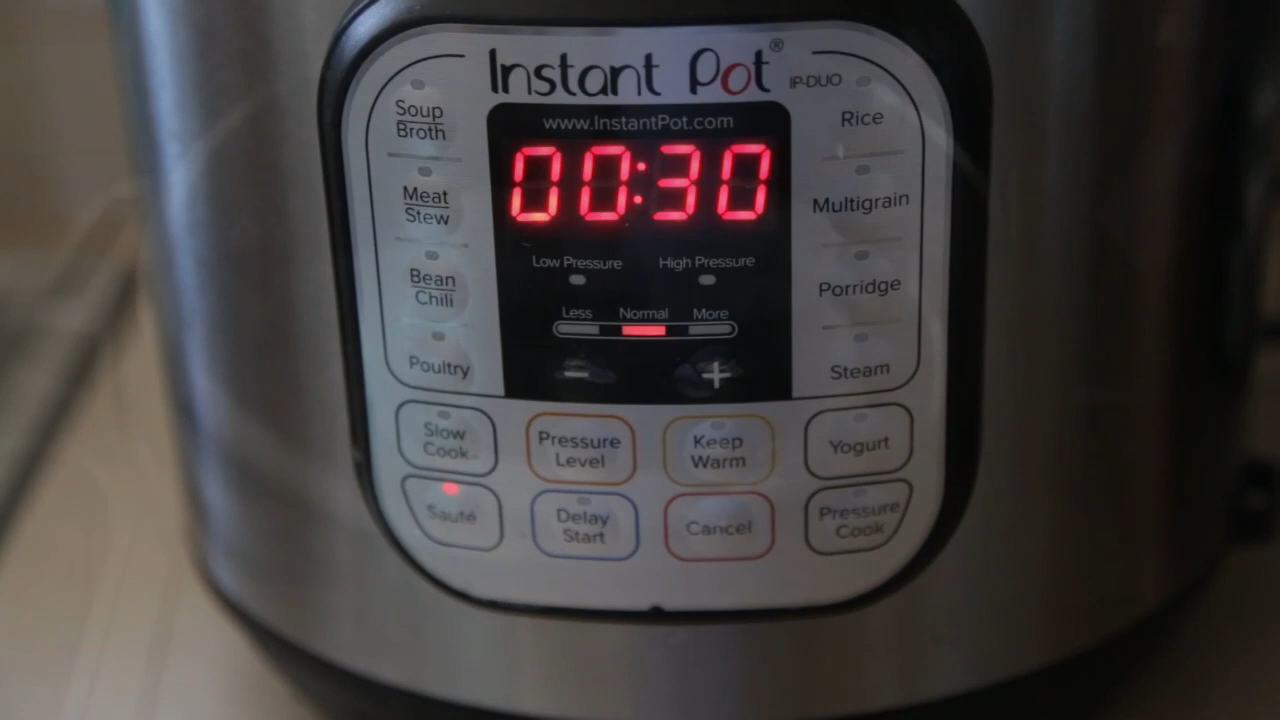 Instant Pot® IP-DUO
www.InstantPot.com
00:30
Low Pressure High Pressure
Less Normal More
− +
Soup
Broth
Meat
Stew
Bean
Chili
Poultry
Rice
Multigrain
Porridge
Steam
Slow
Cook
Pressure
Level
Keep
Warm
Yogurt
Sauté
Delay
Start
Cancel
Pressure
Cook